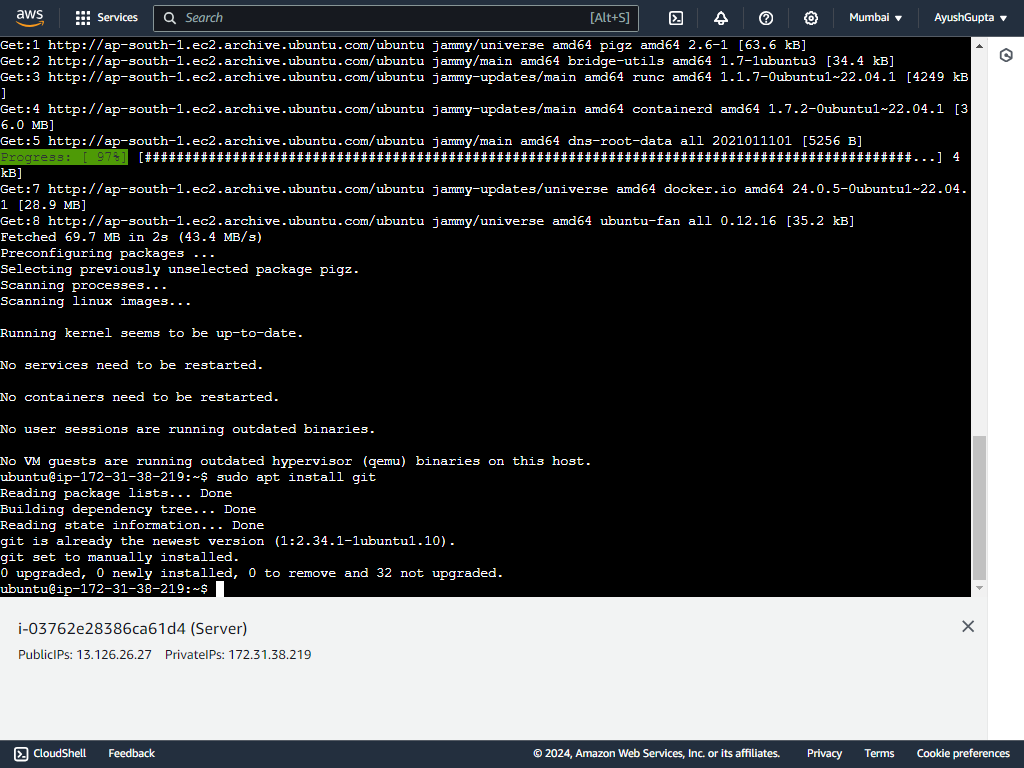 aws
Services
Search
[Alt+S]
Mumbai
AyushGupta
Get:1 http://ap-south-1.ec2.archive.ubuntu.com/ubuntu jammy/universe amd64 pigz amd64 2.6-1 [63.6 kB]
Get:2 http://ap-south-1.ec2.archive.ubuntu.com/ubuntu jammy/main amd64 bridge-utils amd64 1.7-1ubuntu3 [34.4 kB]
Get:3 http://ap-south-1.ec2.archive.ubuntu.com/ubuntu jammy-updates/main amd64 runc amd64 1.1.7-0ubuntu1~22.04.1 [4249 kB
]
Get:4 http://ap-south-1.ec2.archive.ubuntu.com/ubuntu jammy-updates/main amd64 containerd amd64 1.7.2-0ubuntu1~22.04.1 [3
6.0 MB]
Get:5 http://ap-south-1.ec2.archive.ubuntu.com/ubuntu jammy/main amd64 dns-root-data all 2021011101 [5256 B]
Progress: [ 97%] [################################################################################################...] 4
kB]
Get:7 http://ap-south-1.ec2.archive.ubuntu.com/ubuntu jammy-updates/universe amd64 docker.io amd64 24.0.5-0ubuntu1~22.04.
1 [28.9 MB]
Get:8 http://ap-south-1.ec2.archive.ubuntu.com/ubuntu jammy/universe amd64 ubuntu-fan all 0.12.16 [35.2 kB]
Fetched 69.7 MB in 2s (43.4 MB/s)
Preconfiguring packages ...
Selecting previously unselected package pigz.
Scanning processes...
Scanning linux images...
Running kernel seems to be up-to-date.
No services need to be restarted.
No containers need to be restarted.
No user sessions are running outdated binaries.
No VM guests are running outdated hypervisor (qemu) binaries on this host.
ubuntu@ip-172-31-38-219:~$ sudo apt install git
Reading package lists... Done
Building dependency tree... Done
Reading state information... Done
git is already the newest version (1:2.34.1-1ubuntu1.10).
git set to manually installed.
0 upgraded, 0 newly installed, 0 to remove and 32 not upgraded.
ubuntu@ip-172-31-38-219:~$
i-03762e28386ca61d4 (Server)
PublicIPs: 13.126.26.27 PrivateIPs: 172.31.38.219
CloudShell Feedback © 2024, Amazon Web Services, Inc. or its affiliates. Privacy Terms Cookie preferences